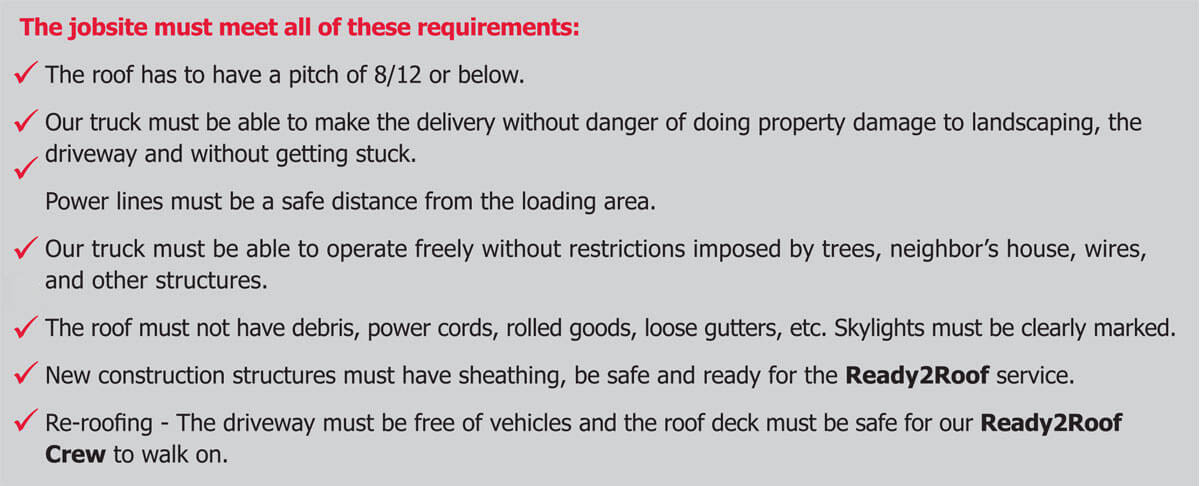 The jobsite must meet all of these requirements:
✓ The roof has to have a pitch of 8/12 or below.
✓ Our truck must be able to make the delivery without danger of doing property damage to landscaping, the
driveway and without getting stuck.
✓
Power lines must be a safe distance from the loading area.
✓ Our truck must be able to operate freely without restrictions imposed by trees, neighbor’s house, wires,
and other structures.
✓ The roof must not have debris, power cords, rolled goods, loose gutters, etc. Skylights must be clearly marked.
✓ New construction structures must have sheathing, be safe and ready for the Ready2Roof service.
✓ Re-roofing - The driveway must be free of vehicles and the roof deck must be safe for our Ready2Roof
Crew to walk on.